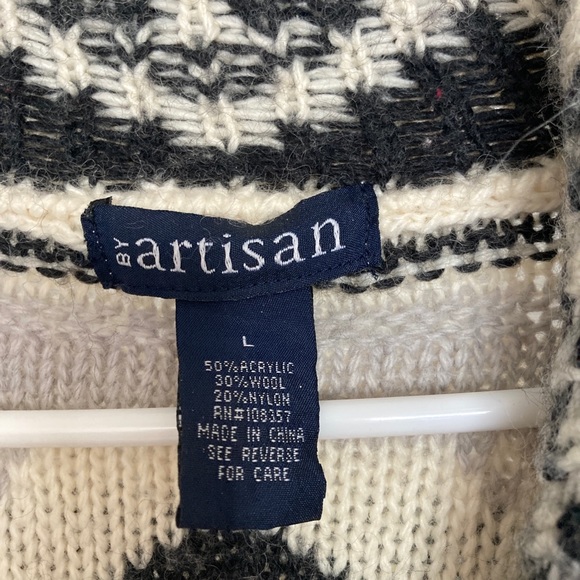 BY artisan
L
50%ACRYLIC
30%WOOL
20%NYLON
RN#108357
MADE IN CHINA
SEE REVERSE
FOR CARE